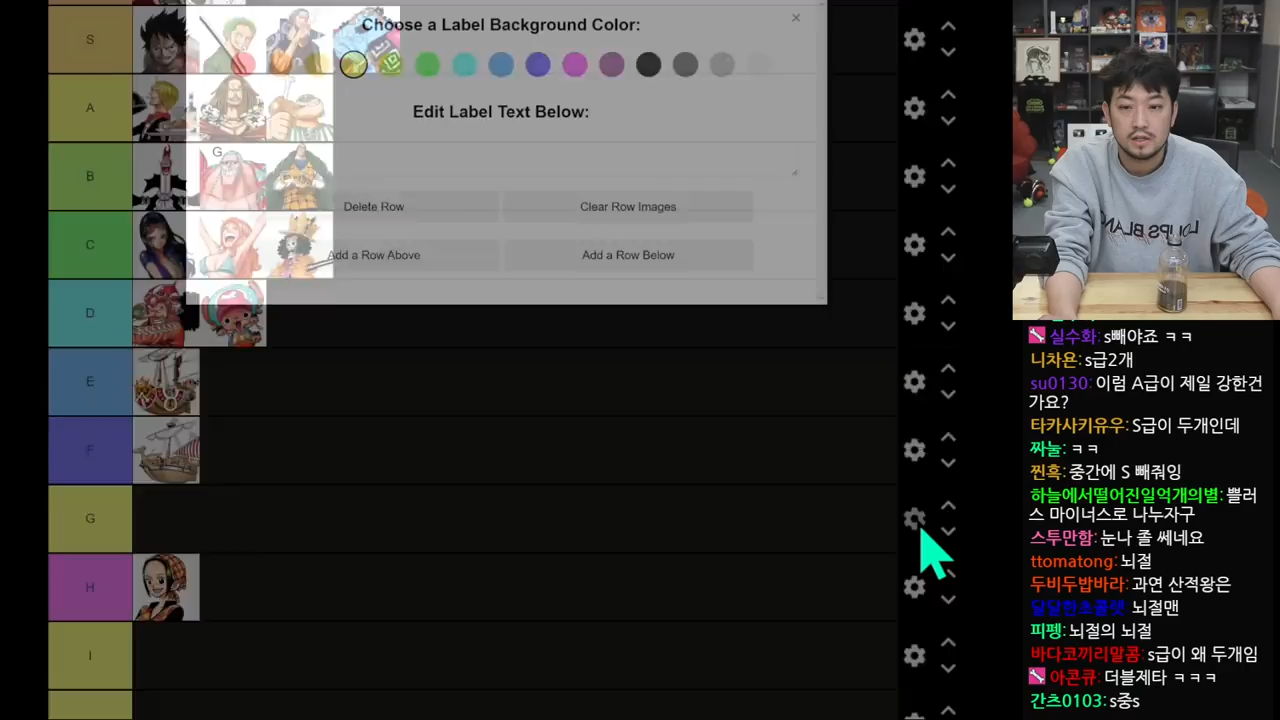 S
A
B
C
D
E
F
G
H
I
Choose a Label Background Color:
×
Edit Label Text Below:
G
Delete Row
Clear Row Images
Add a Row Above
Add a Row Below
실수화: s빼야죠 ㅋㅋ
니차욘: s급2개
su0130: 이럼 A급이 제일 강한건
가요?
타카사키유우: S급이 두개인데
짜눌: ㅋㅋ
찐흑: 중간에 S 빼줘잉
하늘에서떨어진일억개의별: 쁠러
스 마이너스로 나누자구
스투만함: 눈나 졸 쎄네요
ttomatong: 뇌절
두비두밥바라: 과연 산적왕은
달달한초콜렛: 뇌절맨
피펭: 뇌절의 뇌절
바다코끼리말콤: s급이 왜 두개임
아콘큐: 더블제타 ㅋㅋㅋ
간츠0103: s중s